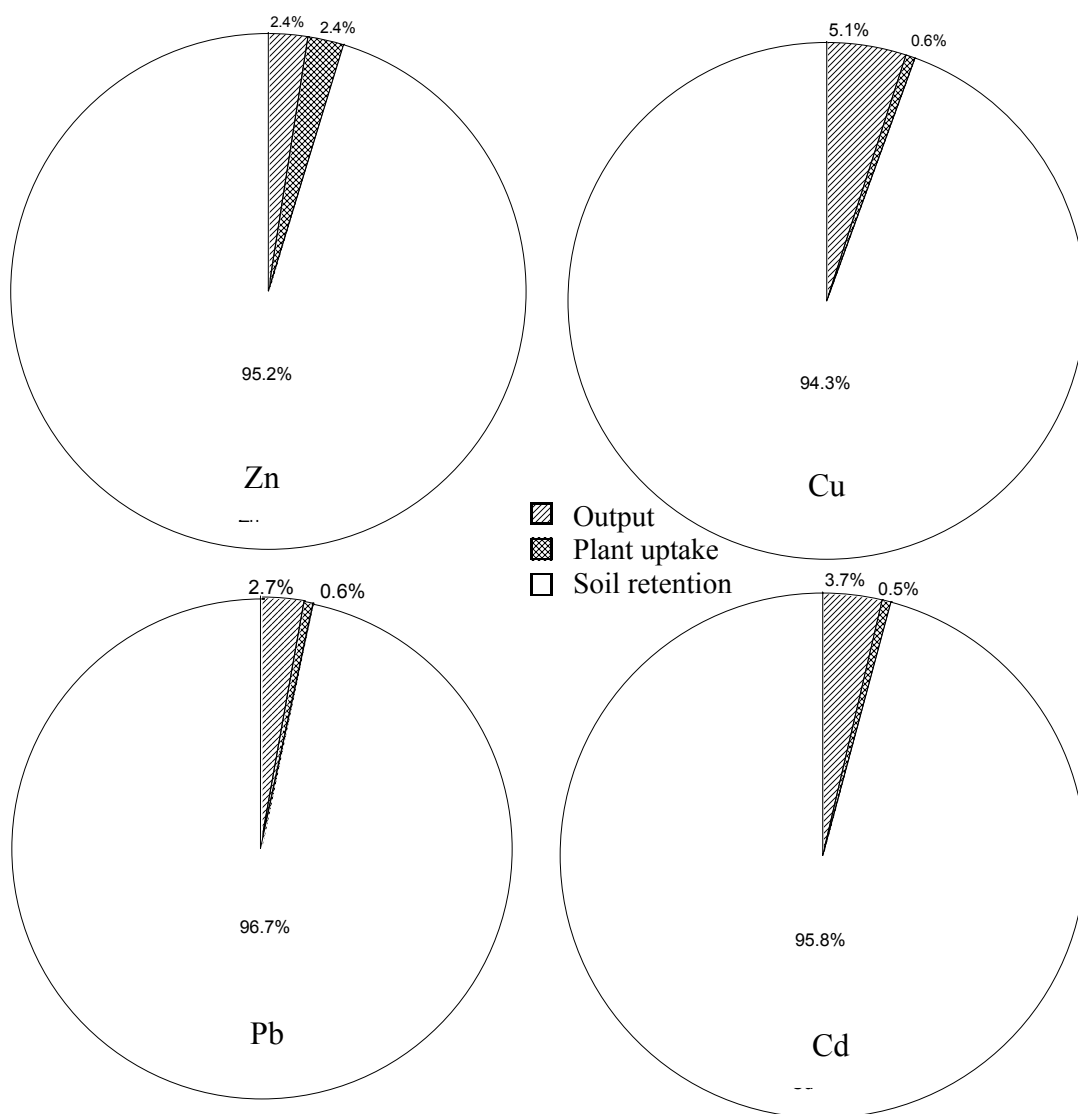 2.4%
2.4%
95.2%
Zn
5.1%
0.6%
94.3%
Cu
Output
Plant uptake
Soil retention
2.7%
0.6%
96.7%
Pb
3.7%
0.5%
95.8%
Cd